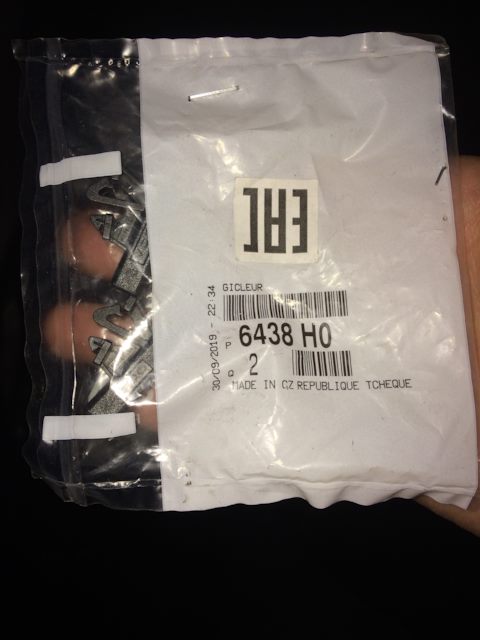 EAC
GICLEUR
30/09/2019 - 22:34
P 6438 H0
Q 2
MADE IN CZ REPUBLIQUE TCHEQUE